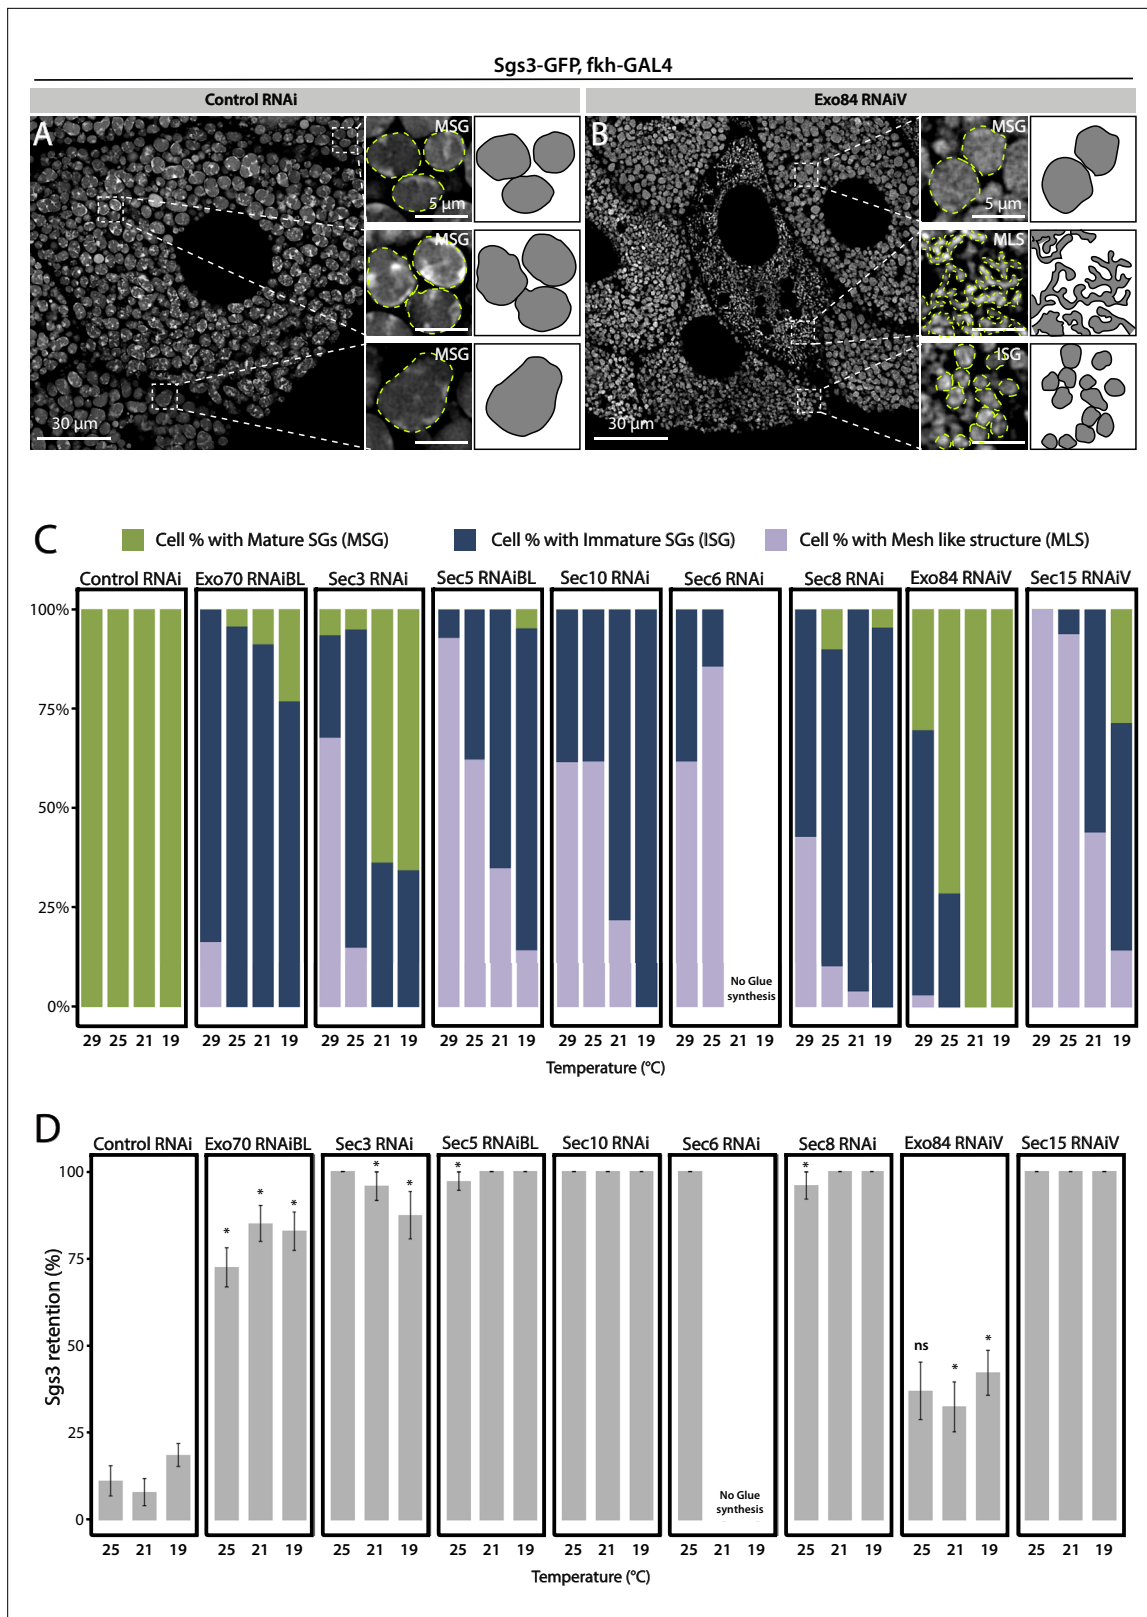 Sgs3-GFP, fkh-GAL4
Control RNAi
Exo84 RNAiV
A
MSG
5 µm
MSG
MSG
30 µm
B
MSG
5 µm
MLS
ISG
30 µm
C
Cell % with Mature SGs (MSG)
Cell % with Immature SGs (ISG)
Cell % with Mesh like structure (MLS)
Control RNAi Exo70 RNAiBL Sec3 RNAi Sec5 RNAiBL Sec10 RNAi Sec6 RNAi Sec8 RNAi Exo84 RNAiV Sec15 RNAiV
100%
75%
50%
25%
0%
No Glue
synthesis
29 25 21 19 29 25 21 19 29 25 21 19 29 25 21 19 29 25 21 19 29 25 21 19 29 25 21 19 29 25 21 19 29 25 21 19
Temperature (°C)
D
Control RNAi Exo70 RNAiBL Sec3 RNAi Sec5 RNAiBL Sec10 RNAi Sec6 RNAi Sec8 RNAi Exo84 RNAiV Sec15 RNAiV
Sgs3 retention (%)
100
75
50
25
0
* * *
* *
*
*
ns * *
No Glue
synthesis
25 21 19 25 21 19 25 21 19 25 21 19 25 21 19 25 21 19 25 21 19 25 21 19 25 21 19
Temperature (°C)